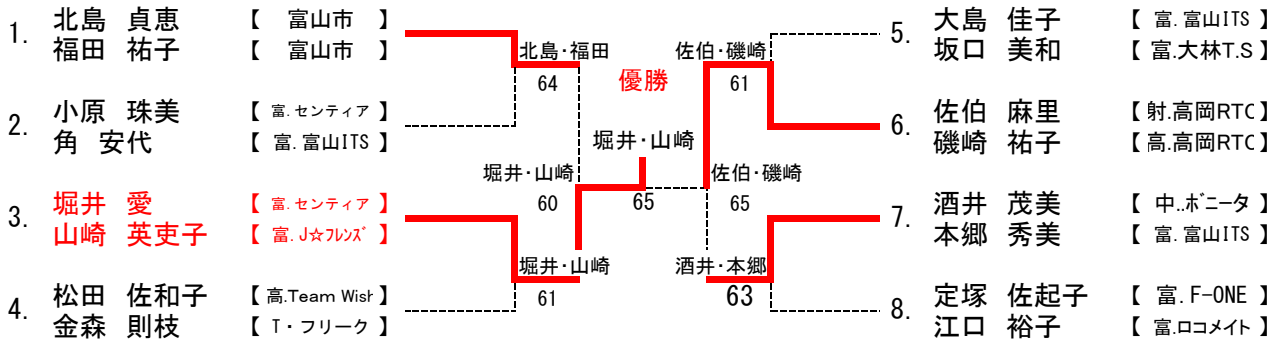 1. 北島 貞恵 【 富山市 】
福田 祐子 【 富山市 】
2. 小原 珠美 【 富.センティア 】
角 安代 【 富.富山ITS 】
3. 堀井 愛 【 富.センティア 】
山崎 英吏子 【 富.J☆フレンズ 】
4. 松田 佐和子 【 高.Team Wish 】
金森 則枝 【 T・フリーク 】
北島・福田
64
堀井・山崎
60
堀井・山崎
61
優勝
堀井・山崎
65
佐伯・磯崎
61
佐伯・磯崎
65
酒井・本郷
63
5. 大島 佳子 【 富.富山ITS 】
坂口 美和 【 富.大林T.S 】
6. 佐伯 麻里 【 射.高岡RTC 】
磯崎 祐子 【 高.高岡RTC 】
7. 酒井 茂美 【 中..ボニータ 】
本郷 秀美 【 富.富山ITS 】
8. 定塚 佐起子 【 富.F-ONE 】
江口 裕子 【 富.ロコメイト 】